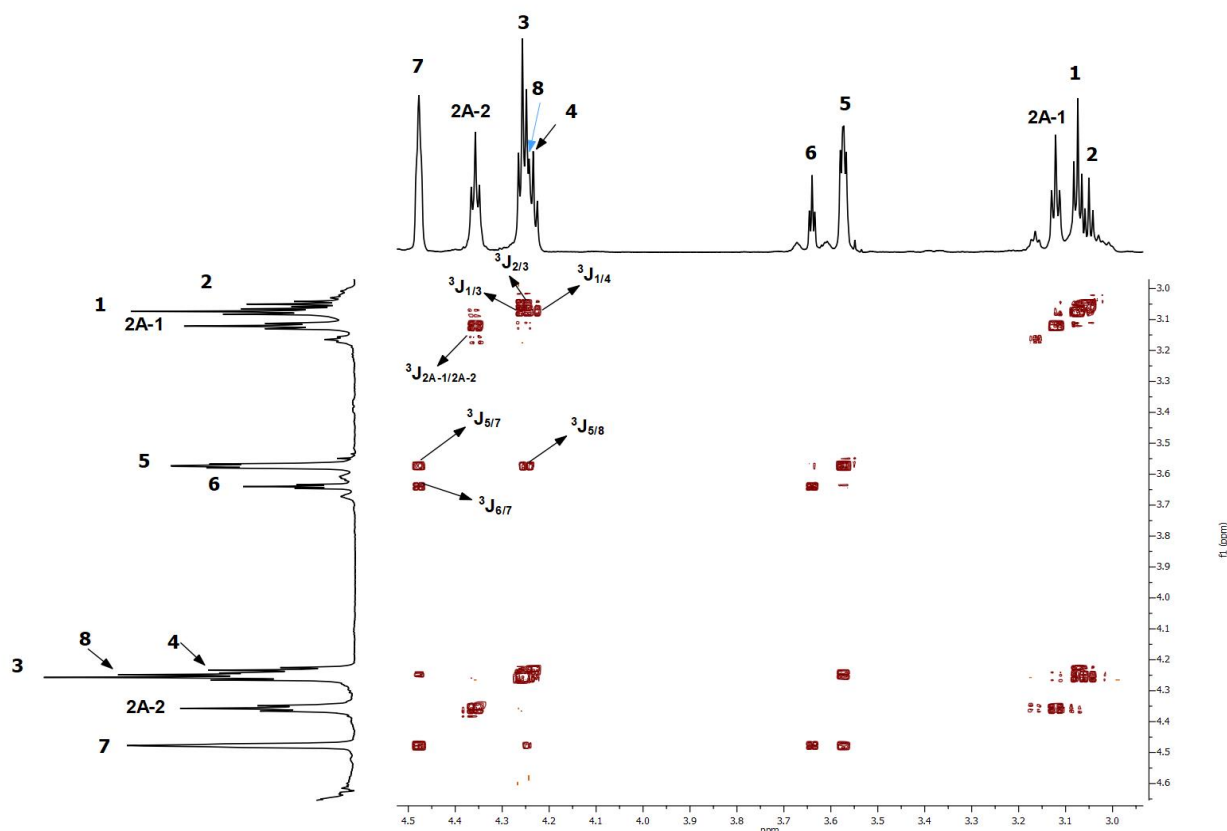 3
7
8
1
2A-2
4
5
2A-1
6
2
³J₂/₃
³J₁/₃
³J₁/₄
2
1
2A-1
³J₂A-₁/₂A-₂
³J₅/₇
³J₅/₈
5
6
³J₆/₇
8
4
3
2A-2
7
3.0
3.1
3.2
3.3
3.4
3.5
3.6
3.7
3.8
3.9
4.0
4.1
4.2
4.3
4.4
4.5
4.6
f1 (ppm)
4.5 4.4 4.3 4.2 4.1 4.0 3.9 3.8 3.7 3.6 3.5 3.4 3.3 3.2 3.1 3.0
ppm